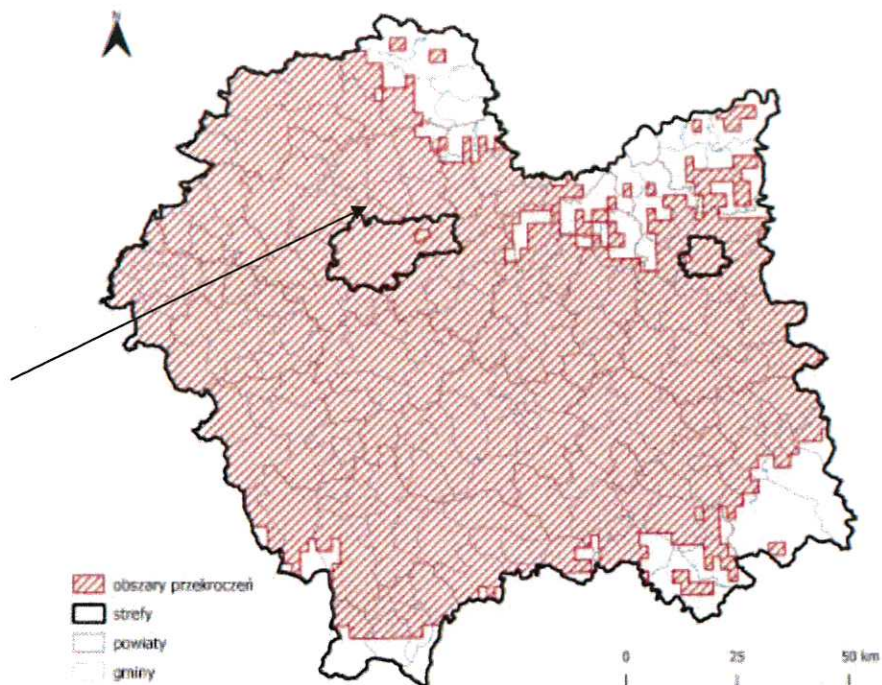 N
obszary przekroczeń
strefy
powiaty
gminy
0 25 50 km